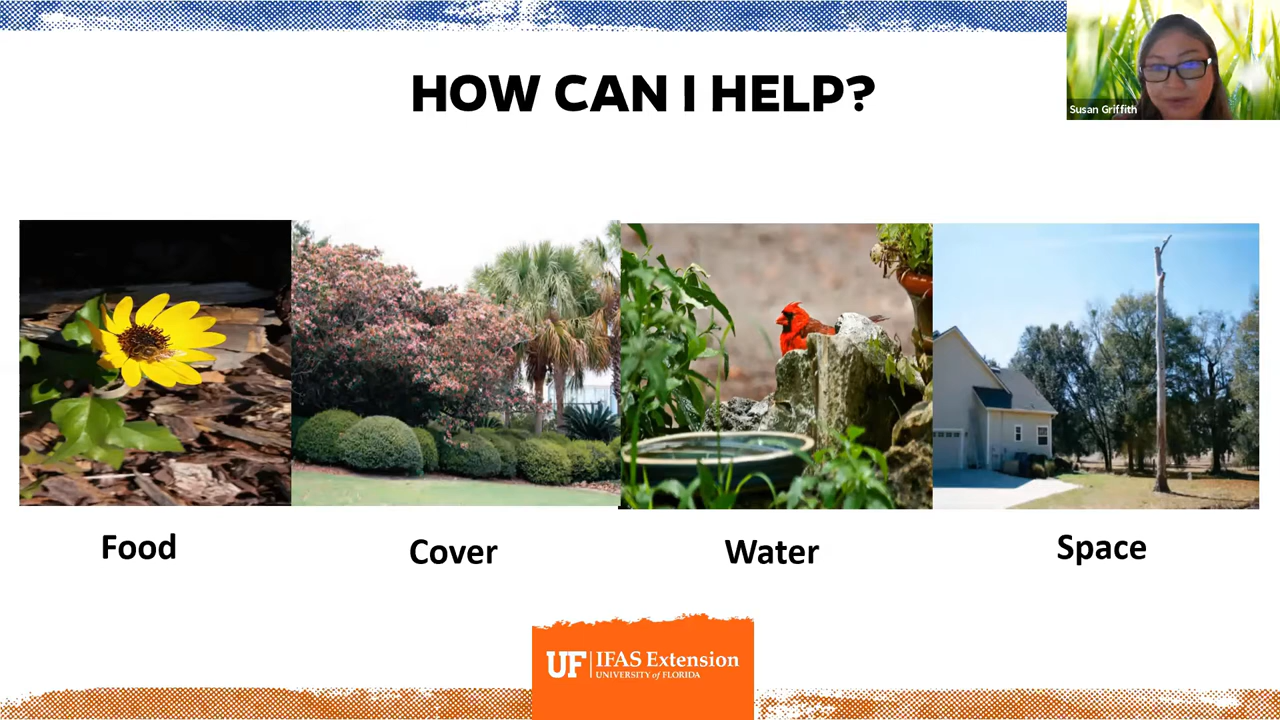 HOW CAN I HELP?
Susan Griffith
Food
Cover
Water
Space
UF
IFAS Extension
UNIVERSITY of FLORIDA